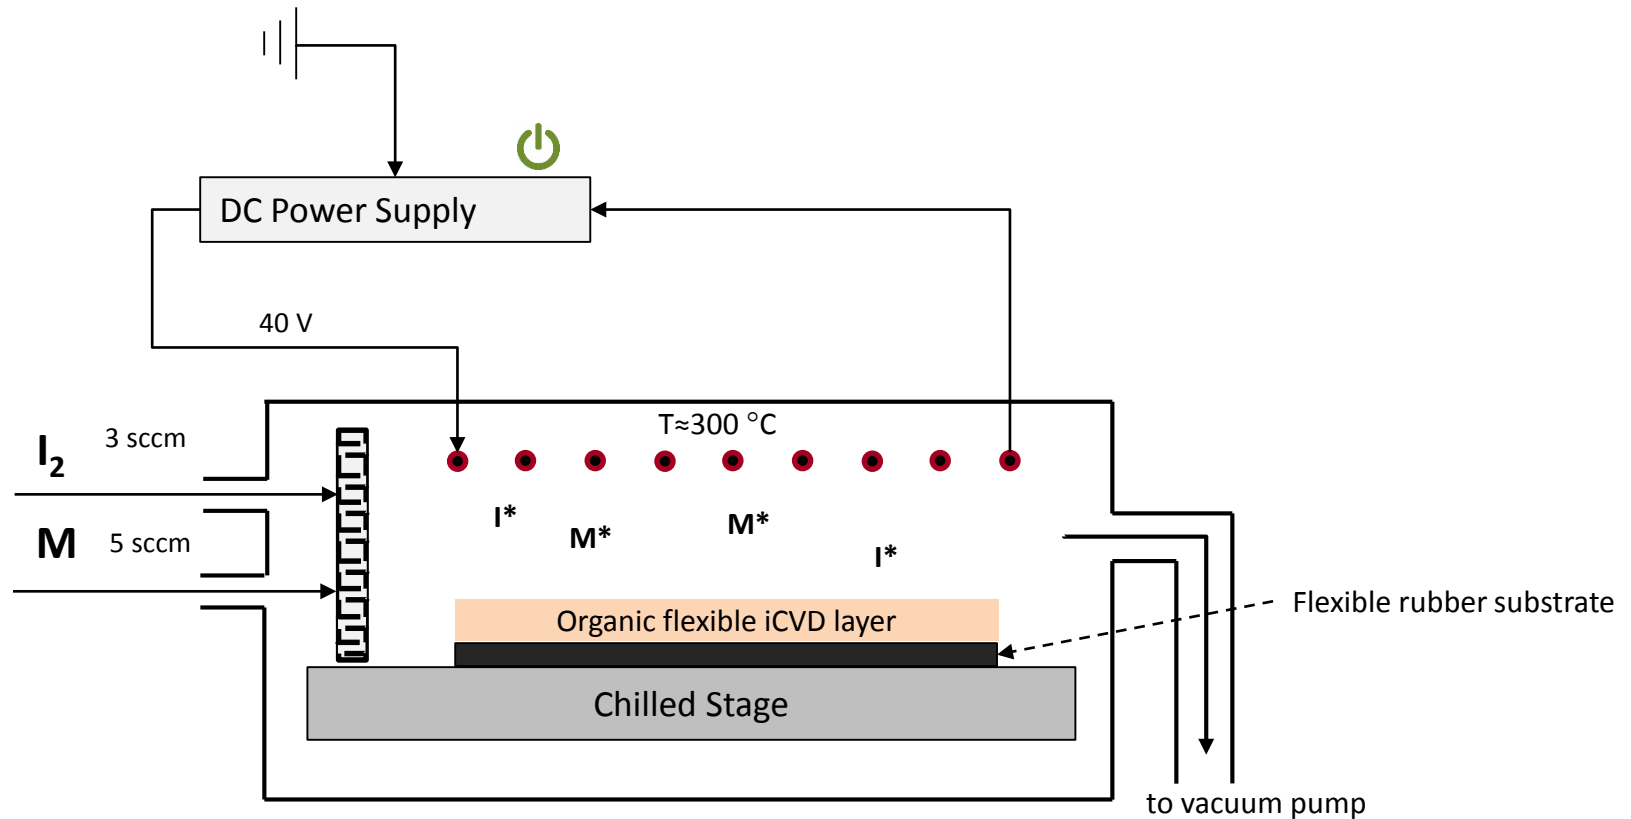 DC Power Supply
40 V
T≈300 °C
I₂
3 sccm
M
5 sccm
I*
M*
M*
I*
Organic flexible iCVD layer
Flexible rubber substrate
Chilled Stage
to vacuum pump